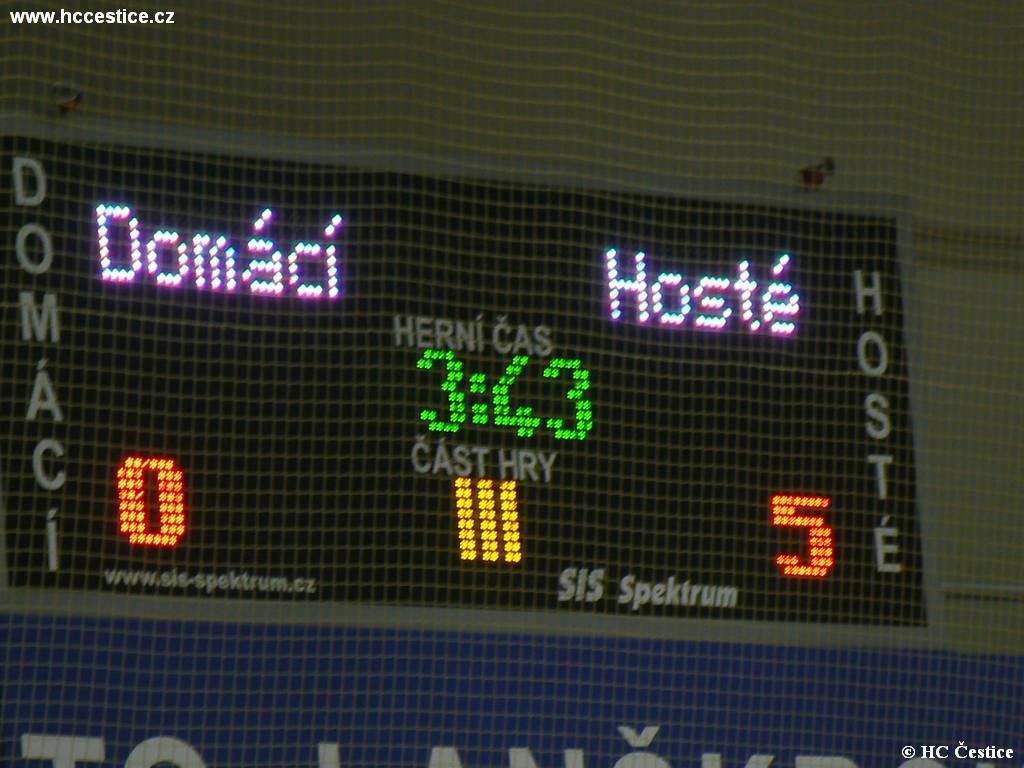 www.hccestice.cz
DOMÁCÍ
Domácí
Hosté
HOSTÉ
HERNÍ ČAS
3:43
ČÁST HRY
0
III
5
www.sis-spektrum.cz
SIS Spektrum
© HC Čestice